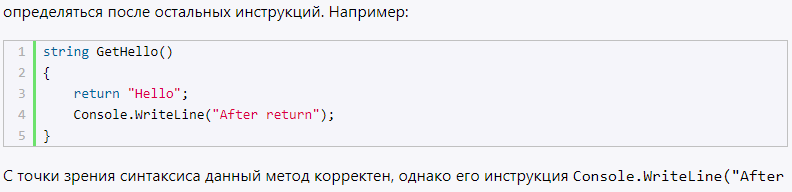 определяться после остальных инструкций. Например:
1 string GetHello()
2 {
3     return "Hello";
4     Console.WriteLine("After return");
5 }
С точки зрения синтаксиса данный метод корректен, однако его инструкция Console.WriteLine("After